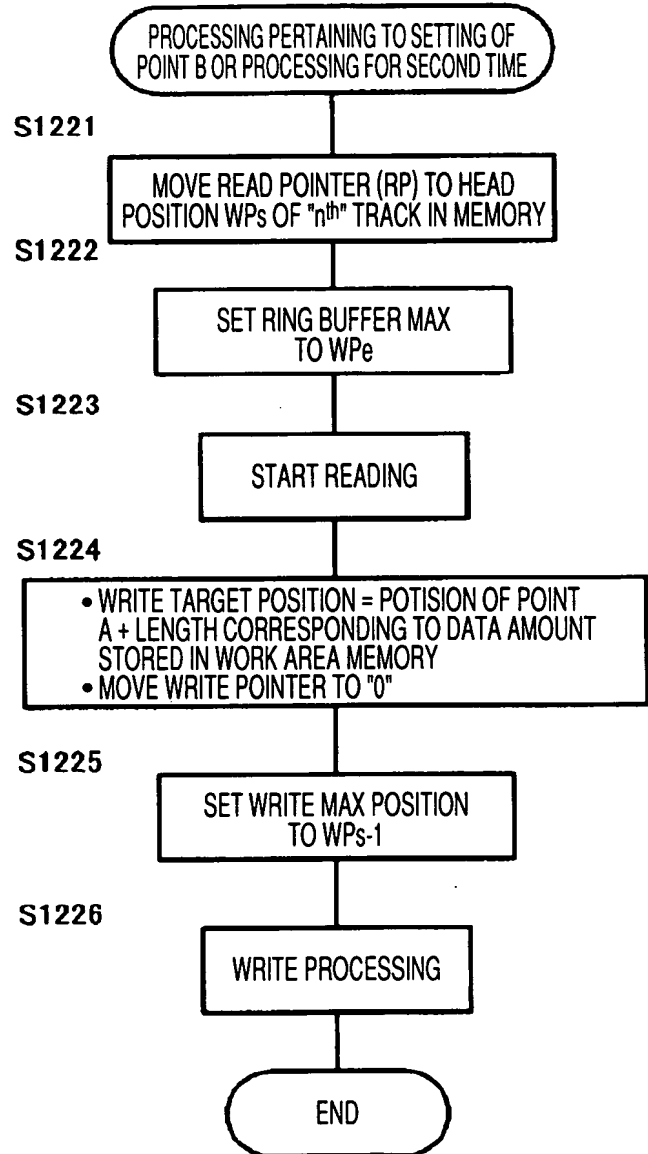 PROCESSING PERTAINING TO SETTING OF
POINT B OR PROCESSING FOR SECOND TIME
S1221
MOVE READ POINTER (RP) TO HEAD
POSITION WPs OF "nth" TRACK IN MEMORY
S1222
SET RING BUFFER MAX
TO WPe
S1223
START READING
S1224
• WRITE TARGET POSITION = POTISION OF POINT
A + LENGTH CORRESPONDING TO DATA AMOUNT
STORED IN WORK AREA MEMORY
• MOVE WRITE POINTER TO "0"
S1225
SET WRITE MAX POSITION
TO WPs-1
S1226
WRITE PROCESSING
END